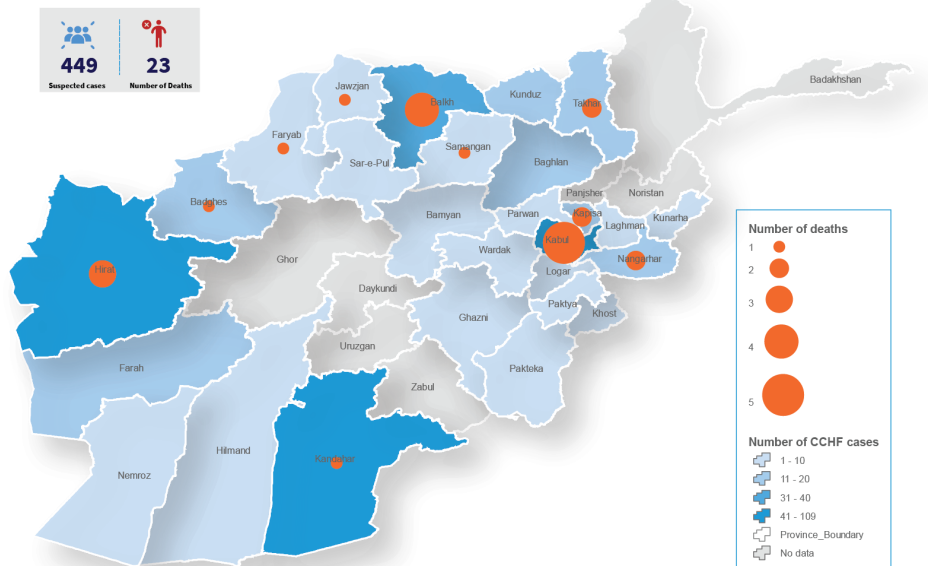 449
23
Suspected cases
Number of Deaths
Badakhshan
Jawzjan
Balkh
Kunduz
Takhar
Faryab
Samangan
Sar-e-Pul
Baghlan
Badghes
Panjsher
Noristan
Bamyan
Parwan
Kapisa
Laghman
Kunarha
Kabul
Wardak
Nangarhar
Hirat
Ghor
Logar
Daykundi
Paktya
Khost
Ghazni
Uruzgan
Farah
Pakteka
Zabul
Hilmand
Kandahar
Nemroz
Number of deaths
1
2
3
4
5
Number of CCHF cases
1 - 10
11 - 20
31 - 40
41 - 109
Province_Boundary
No data